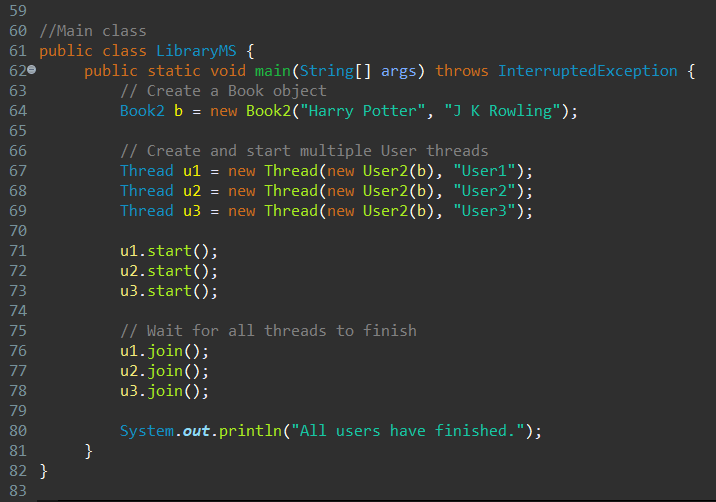 59
60 //Main class
61 public class LibraryMS {
62 public static void main(String[] args) throws InterruptedException {
63 // Create a Book object
64 Book2 b = new Book2("Harry Potter", "J K Rowling");
65
66 // Create and start multiple User threads
67 Thread u1 = new Thread(new User2(b), "User1");
68 Thread u2 = new Thread(new User2(b), "User2");
69 Thread u3 = new Thread(new User2(b), "User3");
70
71 u1.start();
72 u2.start();
73 u3.start();
74
75 // Wait for all threads to finish
76 u1.join();
77 u2.join();
78 u3.join();
79
80 System.out.println("All users have finished.");
81 }
82 }
83